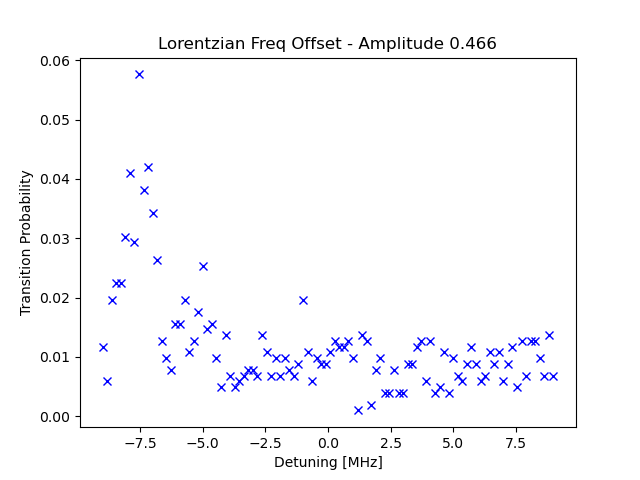 Lorentzian Freq Offset - Amplitude 0.466
0.06
0.05
0.04
0.03
0.02
0.01
0.00
Transition Probability
−7.5 −5.0 −2.5 0.0 2.5 5.0 7.5
Detuning [MHz]